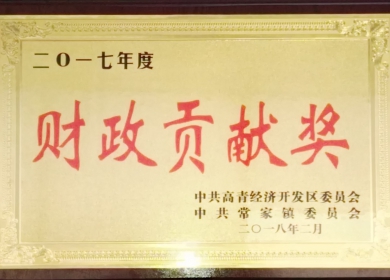 二〇一七年度
财政贡献奖
中共高青经济开发区委员会
中共常家镇委员会
二〇一八年二月